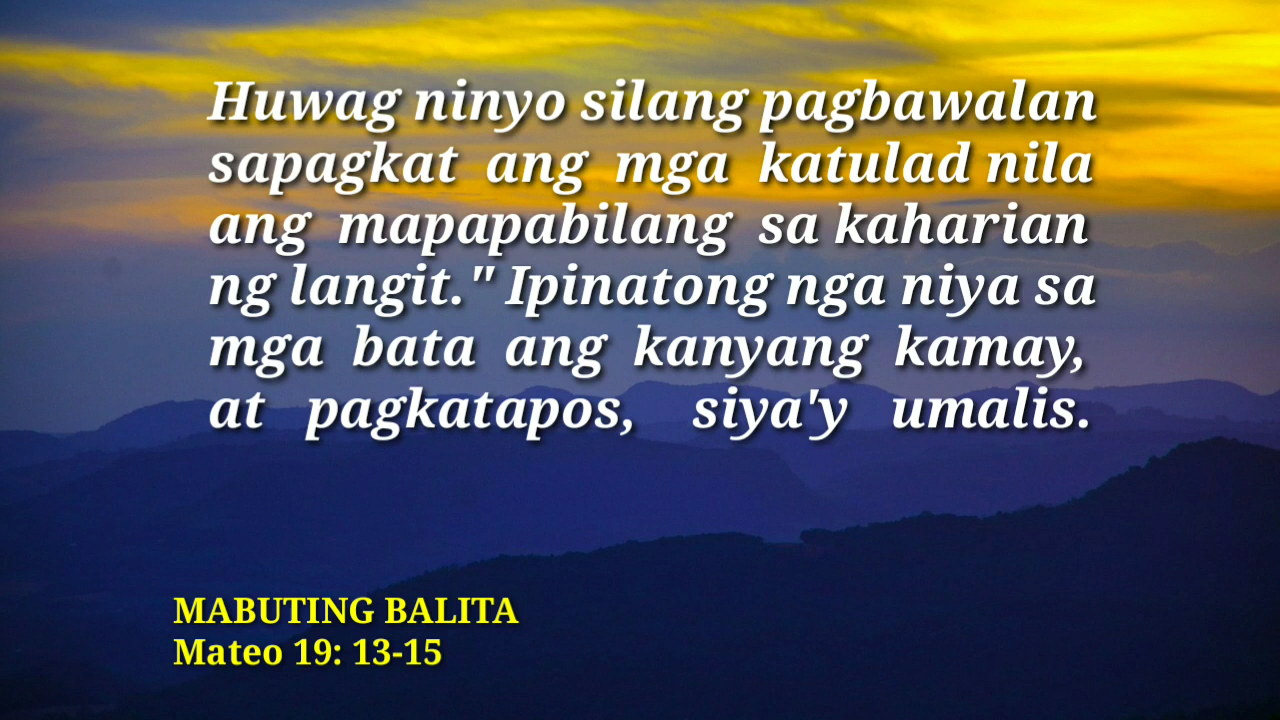 Huwag ninyo silang pagbawalan
sapagkat ang mga katulad nila
ang mapapabilang sa kaharian
ng langit." Ipinatong nga niya sa
mga bata ang kanyang kamay,
at pagkatapos, siya'y umalis.
MABUTING BALITA
Mateo 19: 13-15